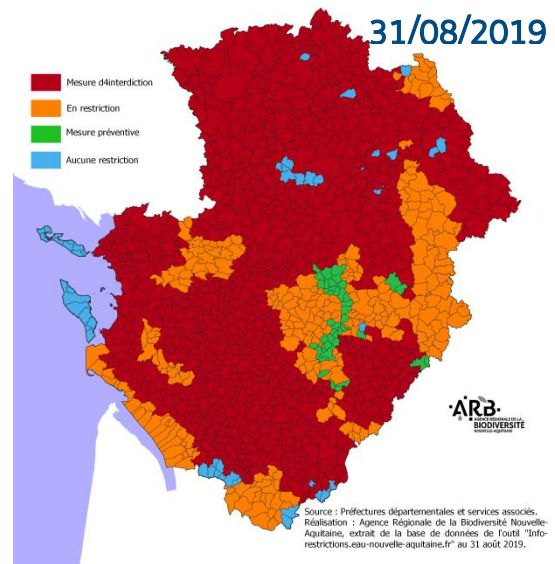 31/08/2019
Mesure d4interdiction
En restriction
Mesure préventive
Aucune restriction
ARB
AGENCE RÉGIONALE DE LA
BIODIVERSITÉ
NOUVELLE-AQUITAINE
Source : Préfectures départementales et services associés.
Réalisation : Agence Régionale de la Biodiversité Nouvelle-
Aquitaine, extrait de la base de données de l'outil "Info-
restrictions.eau-nouvelle-aquitaine.fr" au 31 août 2019.